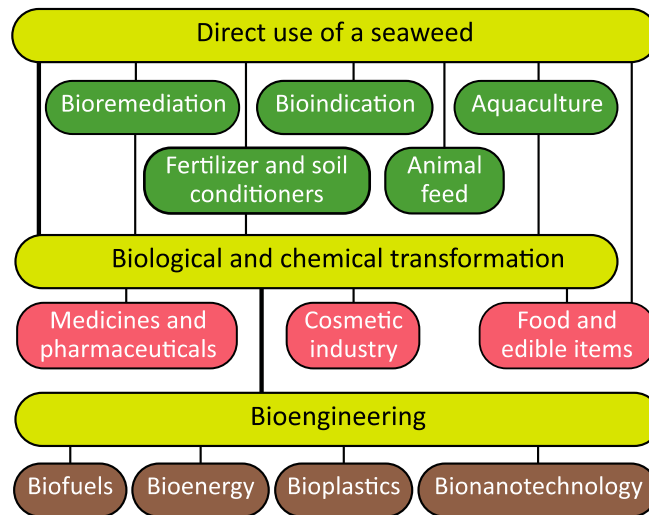 Direct use of a seaweed
Bioremediation
Bioindication
Aquaculture
Fertilizer and soil
conditioners
Animal
feed
Biological and chemical transformation
Medicines and
pharmaceuticals
Cosmetic
industry
Food and
edible items
Bioengineering
Biofuels
Bioenergy
Bioplastics
Bionanotechnology